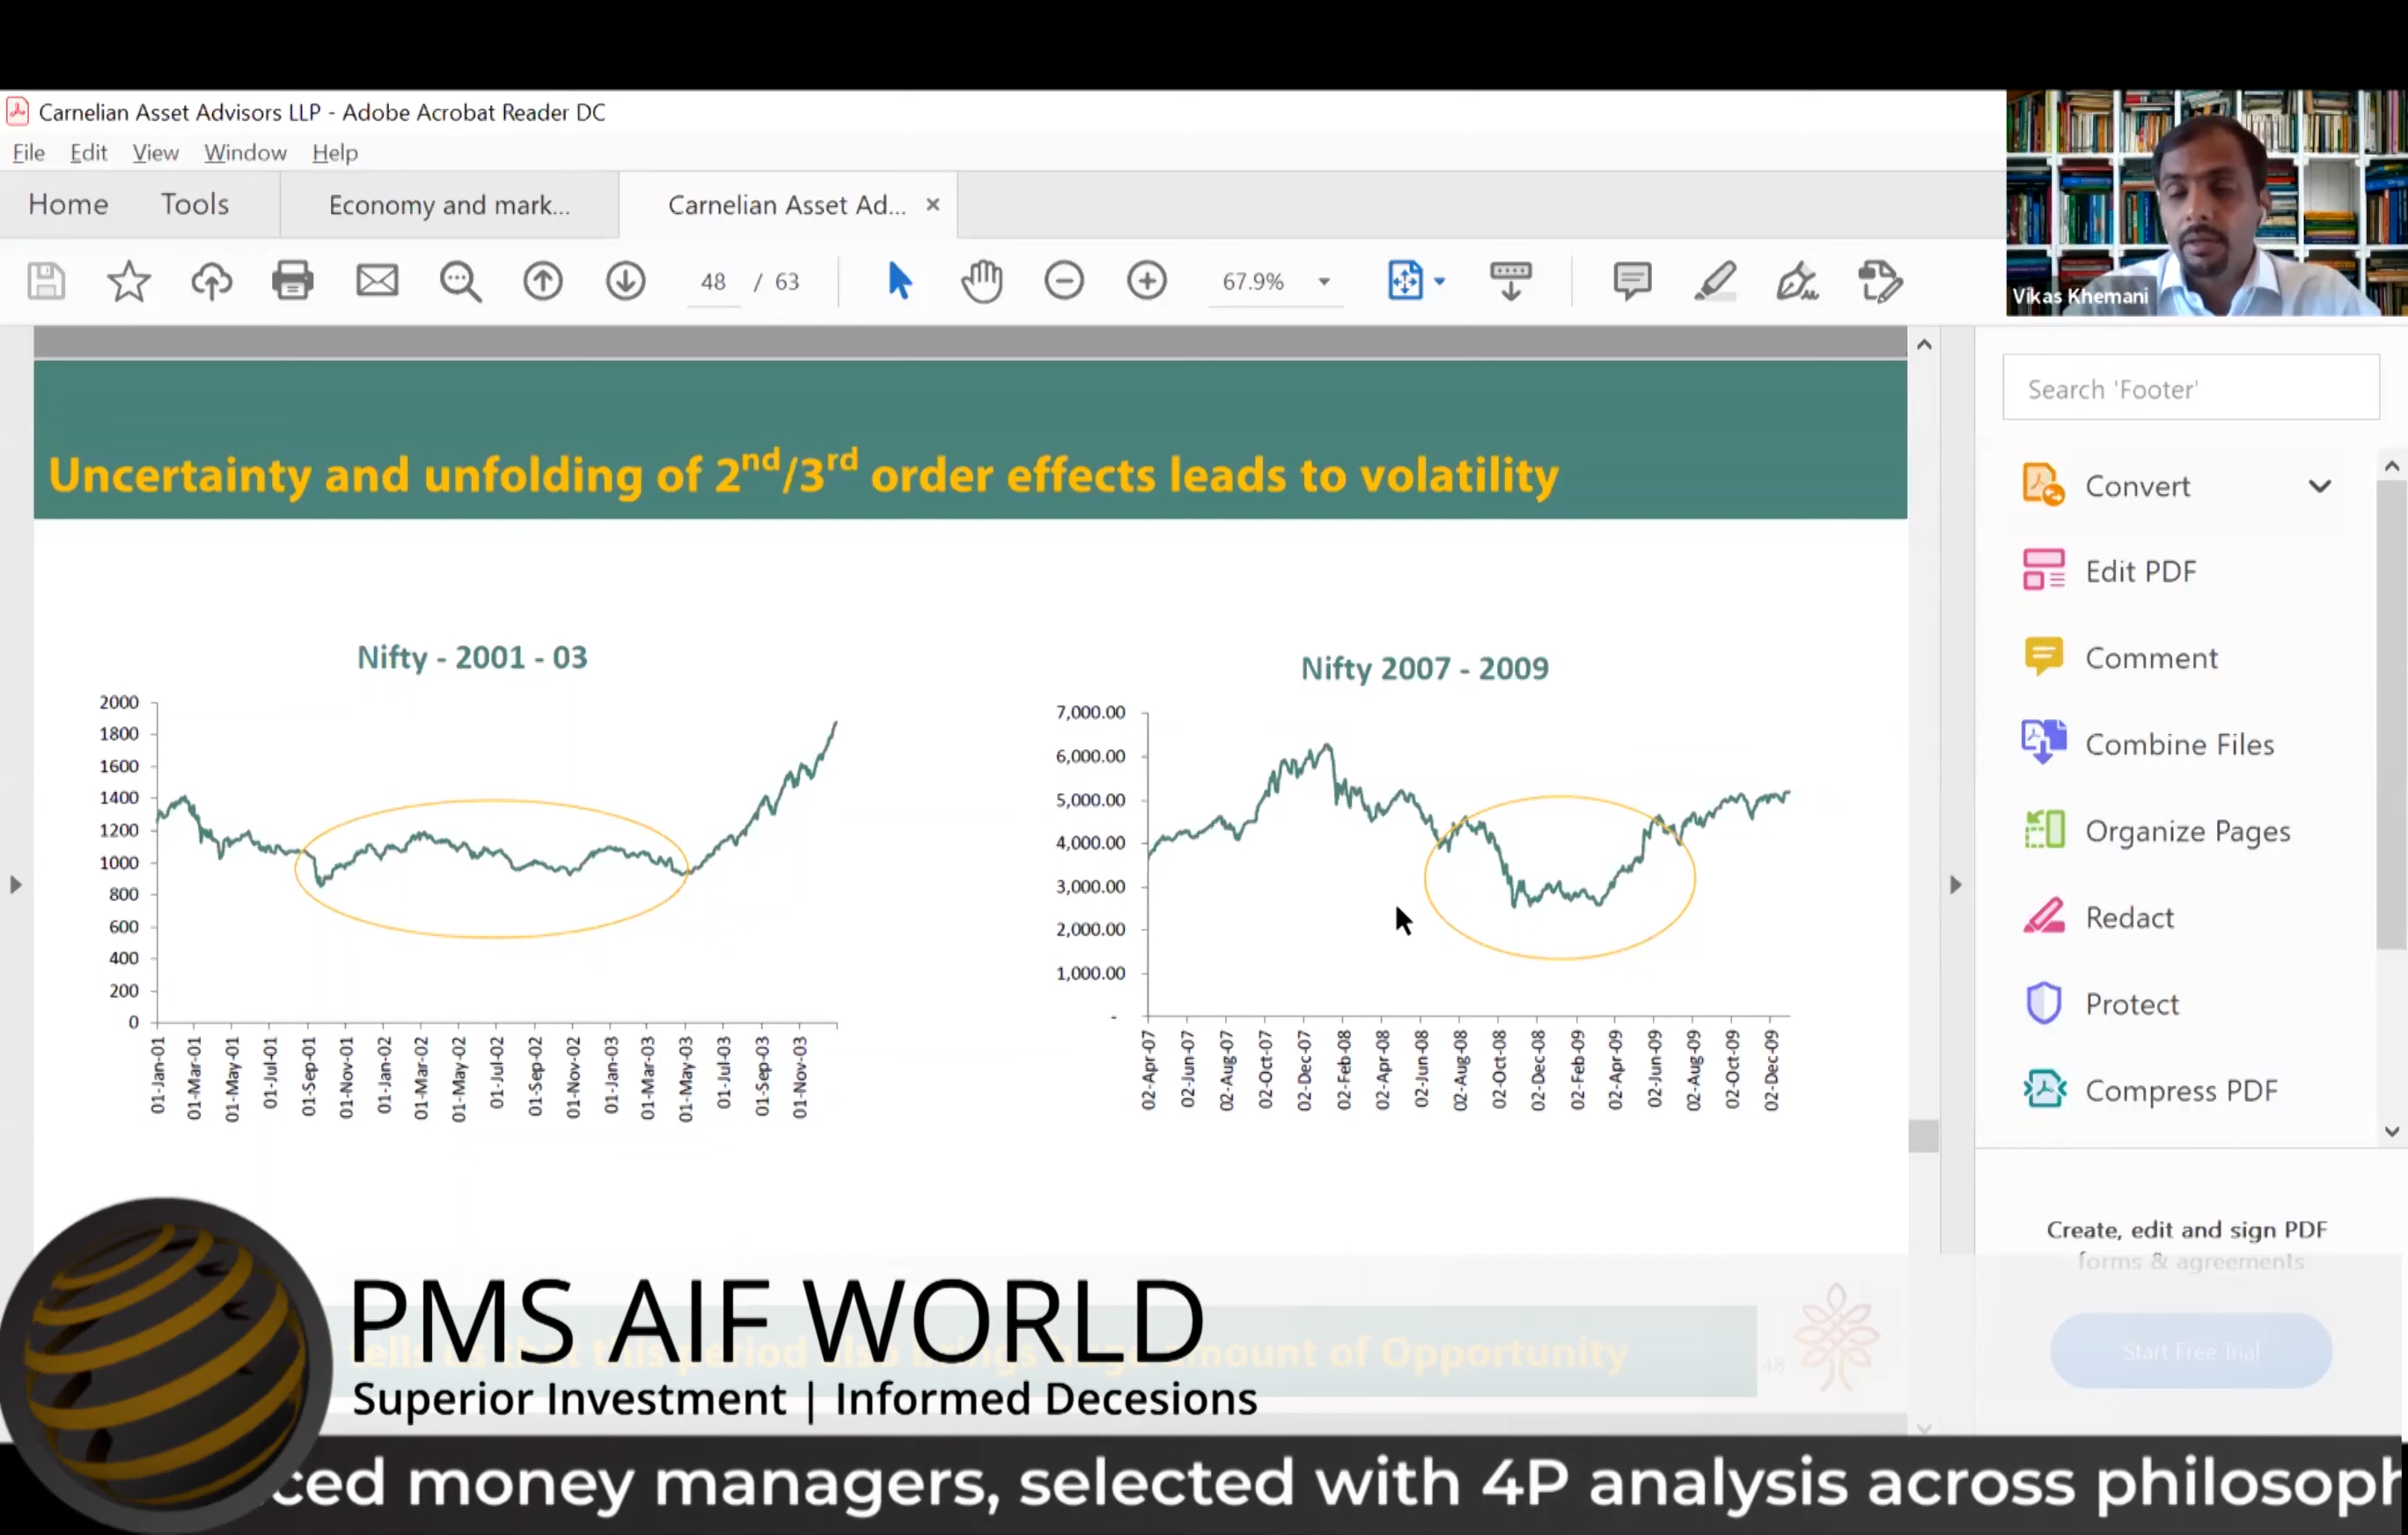 Carnelian Asset Advisors LLP - Adobe Acrobat Reader DC
File Edit View Window Help
Home Tools Economy and mark... Carnelian Asset Ad... ×
48 / 63 67.9%
Vikas Khemani
Uncertainty and unfolding of 2nd/3rd order effects leads to volatility
Nifty - 2001 - 03
2000
1800
1600
1400
1200
1000
800
600
400
200
0
01-Jan-01
01-Mar-01
01-May-01
01-Jul-01
01-Sep-01
01-Nov-01
01-Jan-02
01-Mar-02
01-May-02
01-Jul-02
01-Sep-02
01-Nov-02
01-Jan-03
01-Mar-03
01-May-03
01-Jul-03
01-Sep-03
01-Nov-03
Nifty 2007 - 2009
7,000.00
6,000.00
5,000.00
4,000.00
3,000.00
2,000.00
1,000.00
-
02-Apr-07
02-Jun-07
02-Aug-07
02-Oct-07
02-Dec-07
02-Feb-08
02-Apr-08
02-Jun-08
02-Aug-08
02-Oct-08
02-Dec-08
02-Feb-09
02-Apr-09
02-Jun-09
02-Aug-09
02-Oct-09
02-Dec-09
Search 'Footer'
Convert
Edit PDF
Comment
Combine Files
Organize Pages
Redact
Protect
Compress PDF
Create, edit and sign PDF
forms & agreements
Start Free Trial
this period also amount of Opportunity
48
PMS AIF WORLD
Superior Investment | Informed Decesions
ced money managers, selected with 4P analysis across philosoph